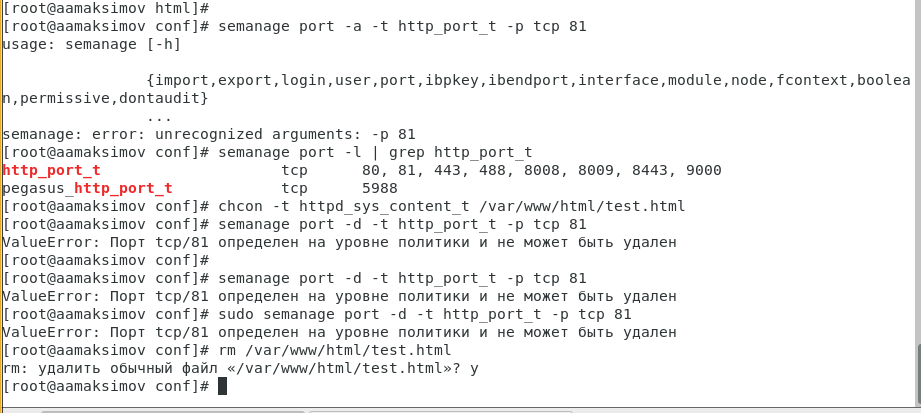 [root@aamaksimov html]#
[root@aamaksimov conf]# semanage port -a -t http_port_t -p tcp 81
usage: semanage [-h]
{import,export,login,user,port,ibpkey,ibendport,interface,module,node,fcontext,boolea
n,permissive,dontaudit}
...
semanage: error: unrecognized arguments: -p 81
[root@aamaksimov conf]# semanage port -l | grep http_port_t
http_port_t tcp 80, 81, 443, 488, 8008, 8009, 8443, 9000
pegasus_http_port_t tcp 5988
[root@aamaksimov conf]# chcon -t httpd_sys_content_t /var/www/html/test.html
[root@aamaksimov conf]# semanage port -d -t http_port_t -p tcp 81
ValueError: Порт tcp/81 определен на уровне политики и не может быть удален
[root@aamaksimov conf]#
[root@aamaksimov conf]# semanage port -d -t http_port_t -p tcp 81
ValueError: Порт tcp/81 определен на уровне политики и не может быть удален
[root@aamaksimov conf]# sudo semanage port -d -t http_port_t -p tcp 81
ValueError: Порт tcp/81 определен на уровне политики и не может быть удален
[root@aamaksimov conf]# rm /var/www/html/test.html
rm: удалить обычный файл «/var/www/html/test.html»? y
[root@aamaksimov conf]#